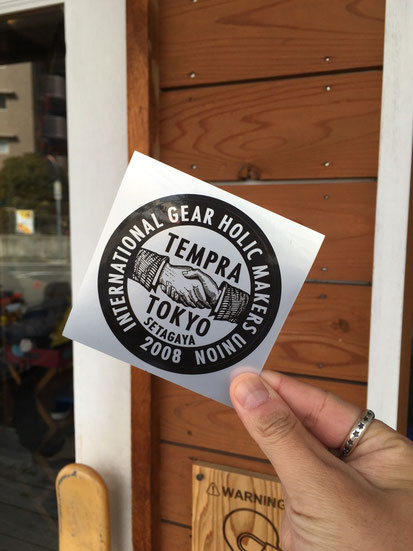 INTERNATIONAL GEAR HOLIC MAKERS UNION
TEMPRA
TOKYO
SETAGAYA
2008
WARNING